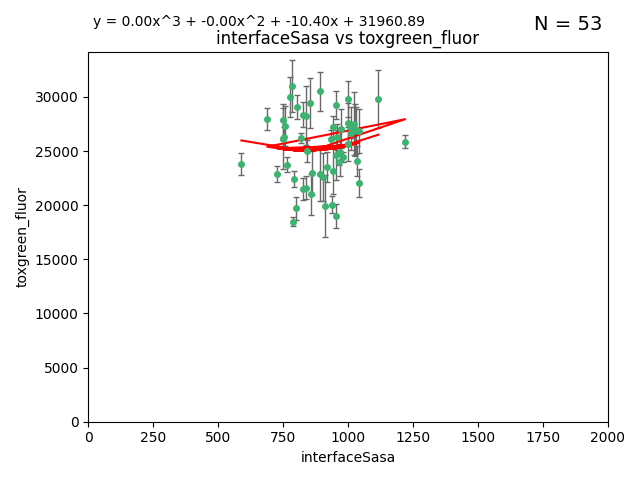 y = 0.00x^3 + -0.00x^2 + -10.40x + 31960.89
N = 53
interfaceSasa vs toxgreen_fluor
30000
25000
20000
15000
10000
5000
0
toxgreen_fluor
0 250 500 750 1000 1250 1500 1750 2000
interfaceSasa